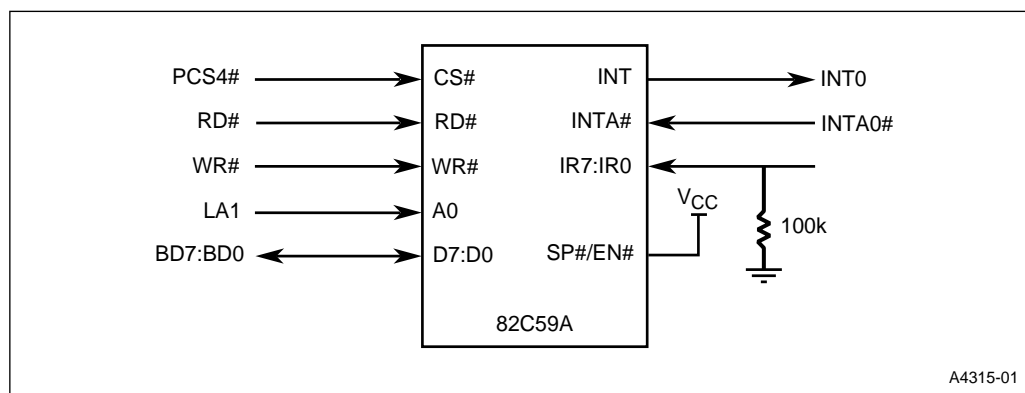 PCS4# CS# INT INT0
RD# RD# INTA# INTA0#
WR# WR# IR7:IR0
LA1 A0 VCC 100k
BD7:BD0 D7:D0 SP#/EN#
82C59A
A4315-01